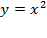 y = x²